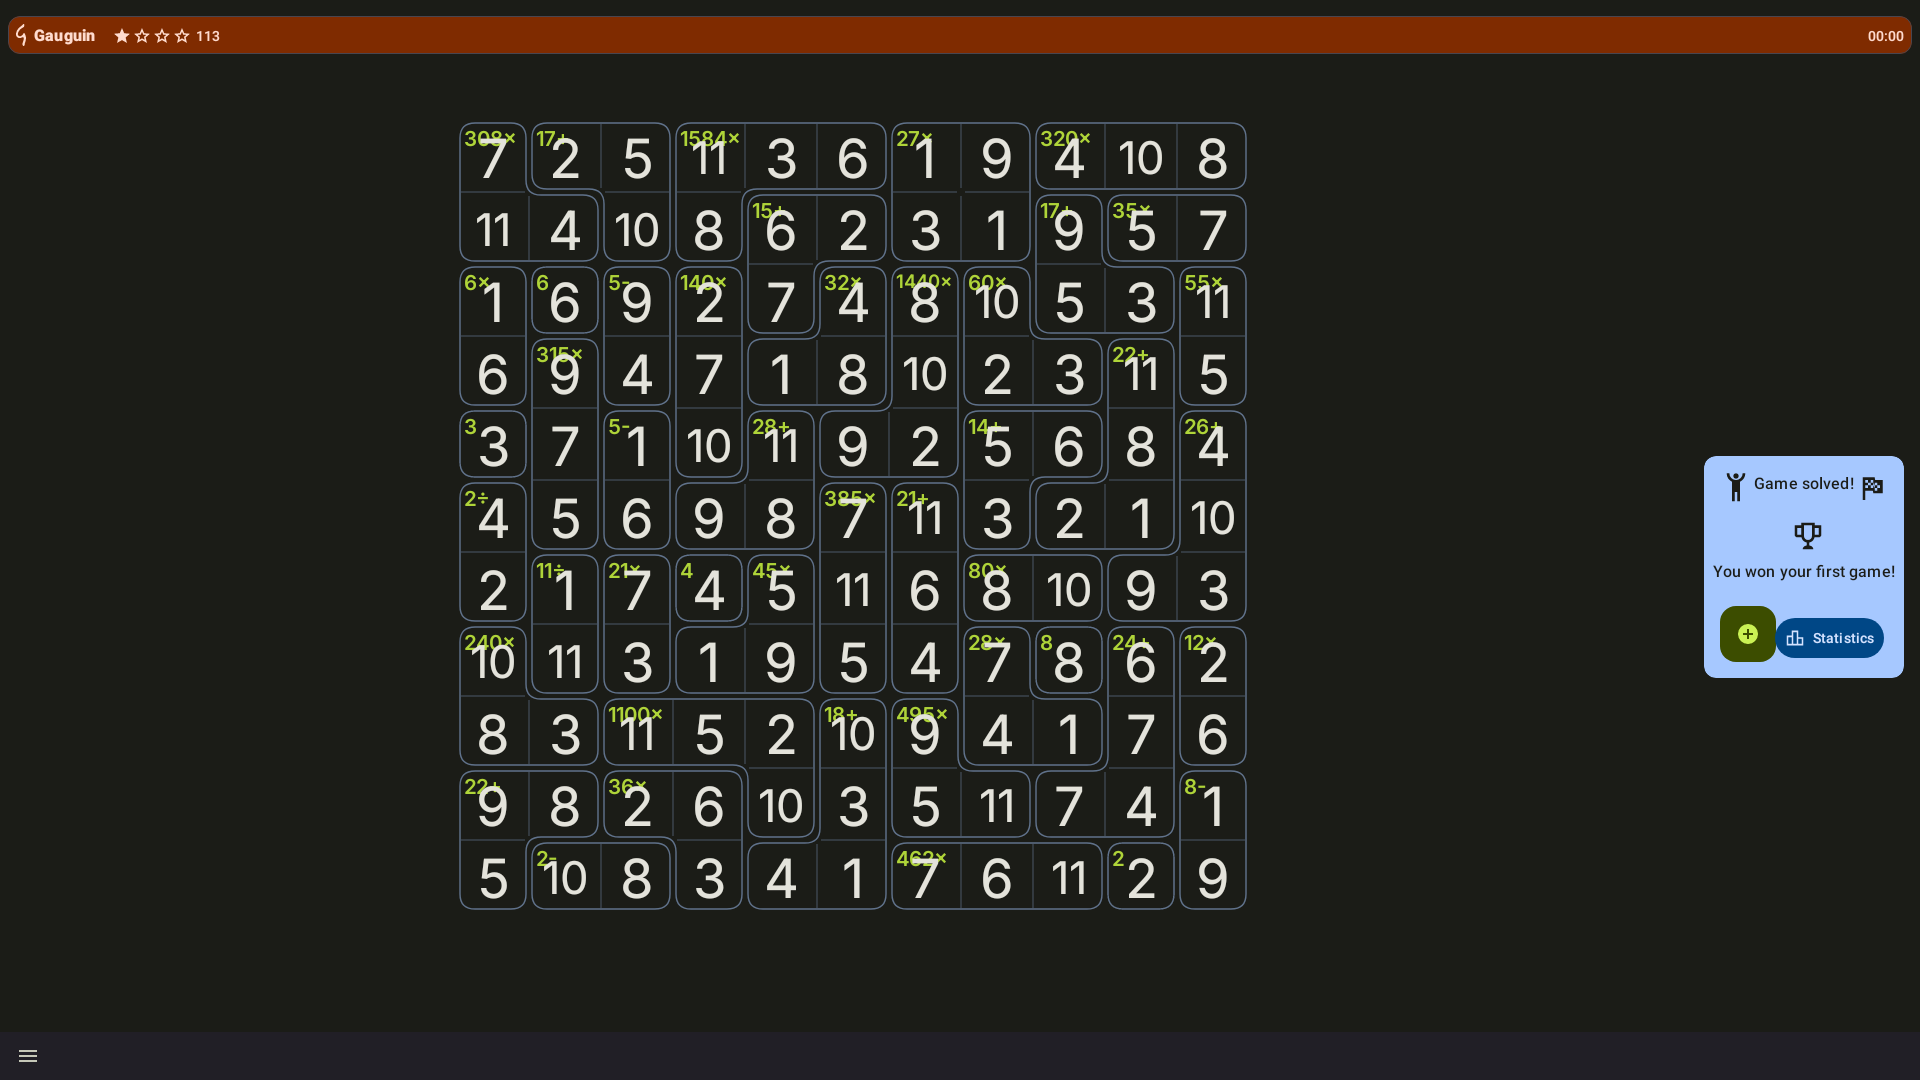 Gauguin 113 00:00
308× 17+ 1584× 27× 320×
7 2 5 11 3 6 1 9 4 10 8
15+ 17+ 35×
11 4 10 8 6 2 3 1 9 5 7
6× 6 5- 140× 32× 1440× 60× 55×
1 6 9 2 7 4 8 10 5 3 11
315× 22+
6 9 4 7 1 8 10 2 3 11 5
3 5- 28+ 14+ 26+
3 7 1 10 11 9 2 5 6 8 4
2÷ 385× 21+
4 5 6 9 8 7 11 3 2 1 10
11÷ 21× 4 45× 80×
2 1 7 4 5 11 6 8 10 9 3
240× 28× 8 24+ 12×
10 11 3 1 9 5 4 7 8 6 2
1100× 18+ 495×
8 3 11 5 2 10 9 4 1 7 6
22+ 36× 8-
9 8 2 6 10 3 5 11 7 4 1
2- 462× 2
5 10 8 3 4 1 7 6 11 2 9
Game solved!
You won your first game!
Statistics